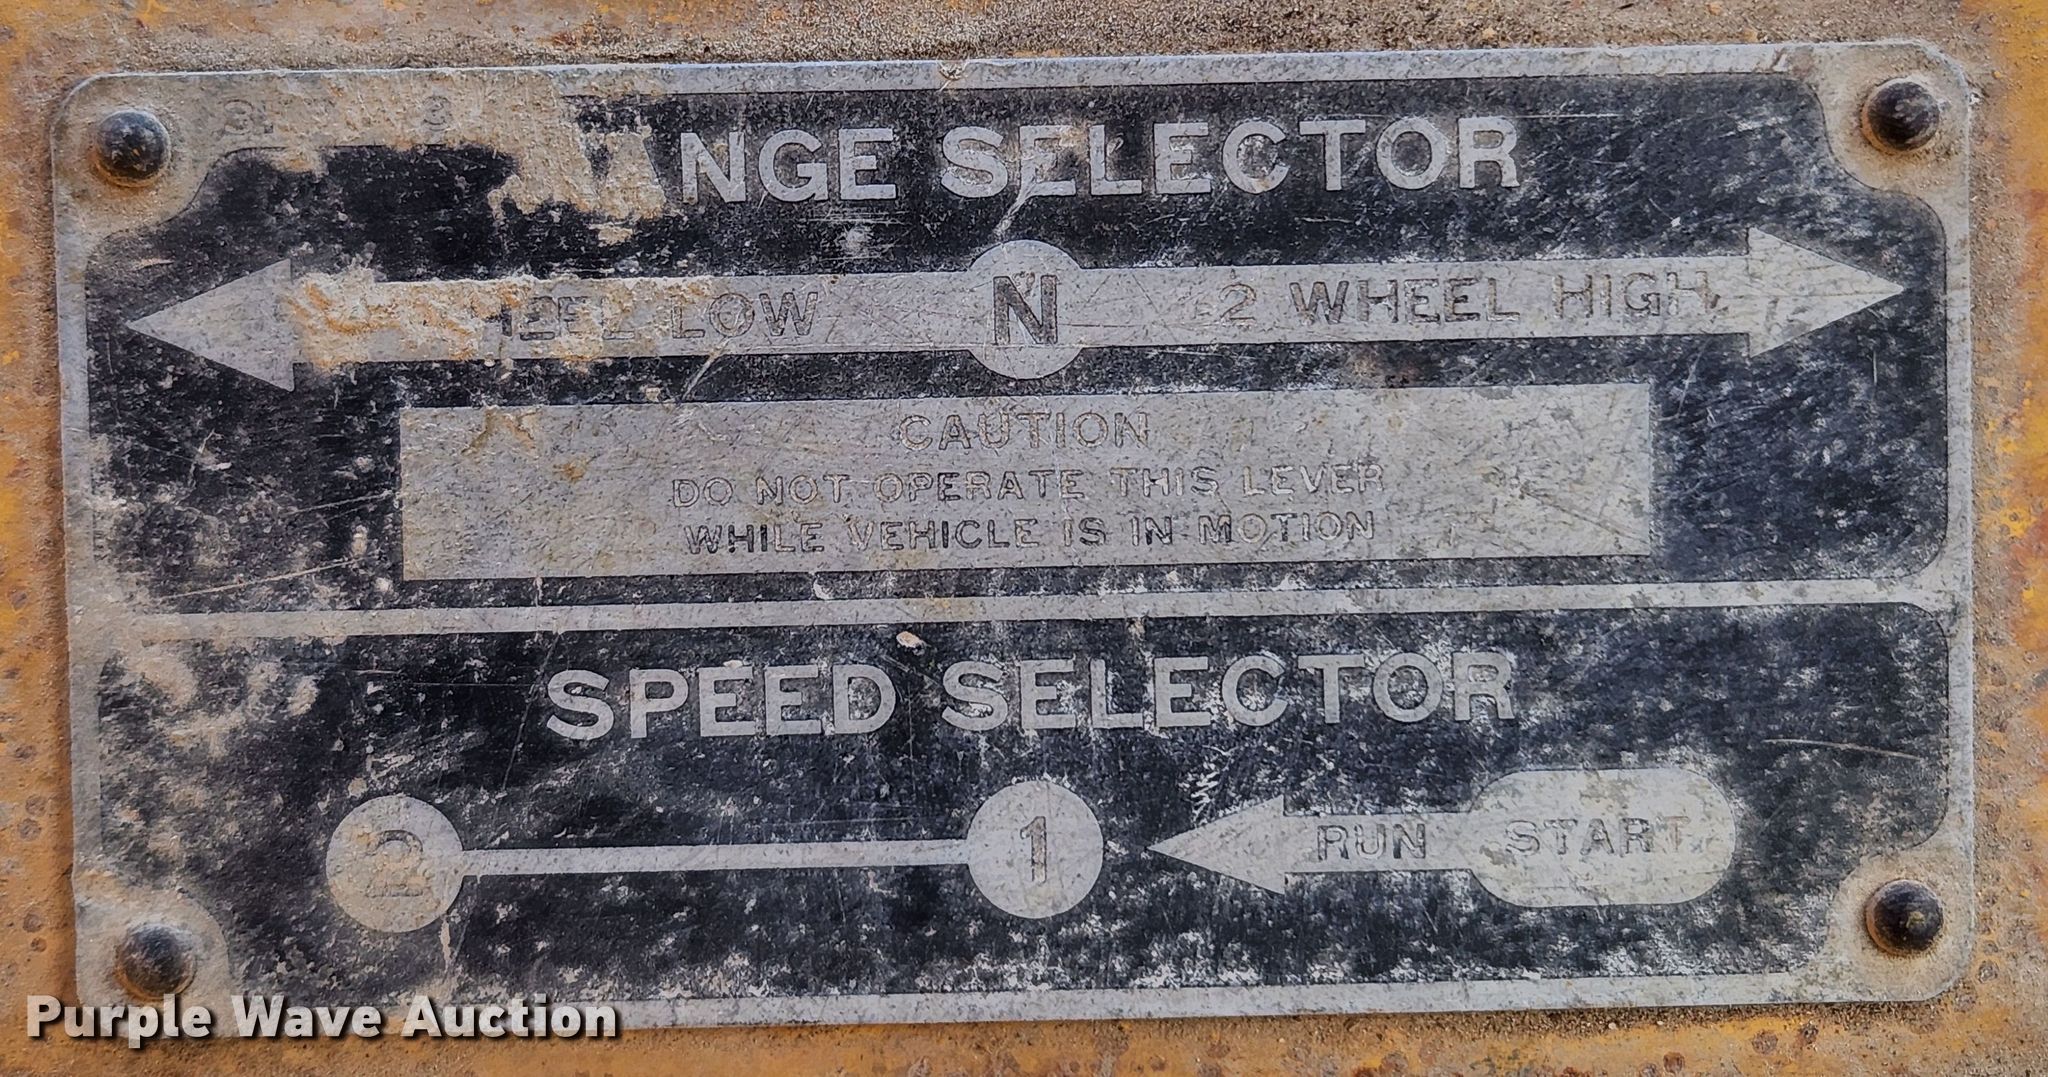 RANGE SELECTOR
LOW N 2 WHEEL HIGH
CAUTION
DO NOT OPERATE THIS LEVER
WHILE VEHICLE IS IN MOTION
SPEED SELECTOR
2 1 RUN START
Purple Wave Auction